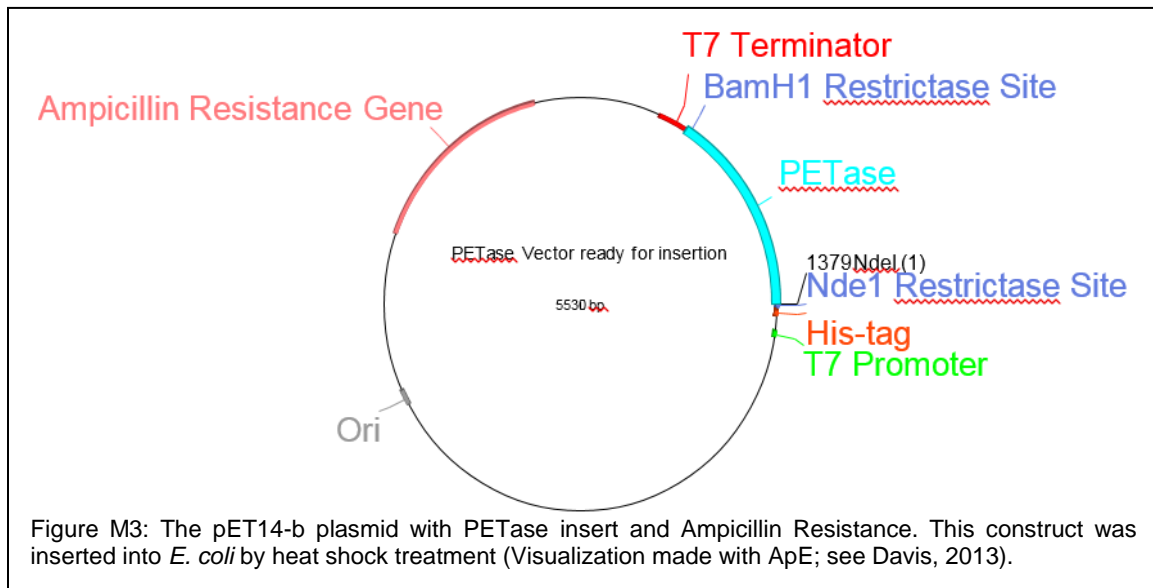 T7 Terminator
BamH1 Restrictase Site
Ampicillin Resistance Gene
PETase
PETase Vector ready for insertion
1379 NdeI (1)
Nde1 Restrictase Site
5530 bp
His-tag
T7 Promoter
Ori
Figure M3: The pET14-b plasmid with PETase insert and Ampicillin Resistance. This construct was
inserted into E. coli by heat shock treatment (Visualization made with ApE; see Davis, 2013).